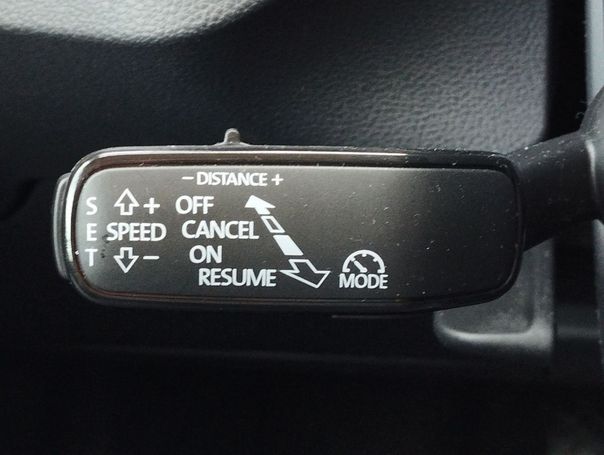 - DISTANCE +
S + OFF
E SPEED CANCEL
T - ON
RESUME MODE